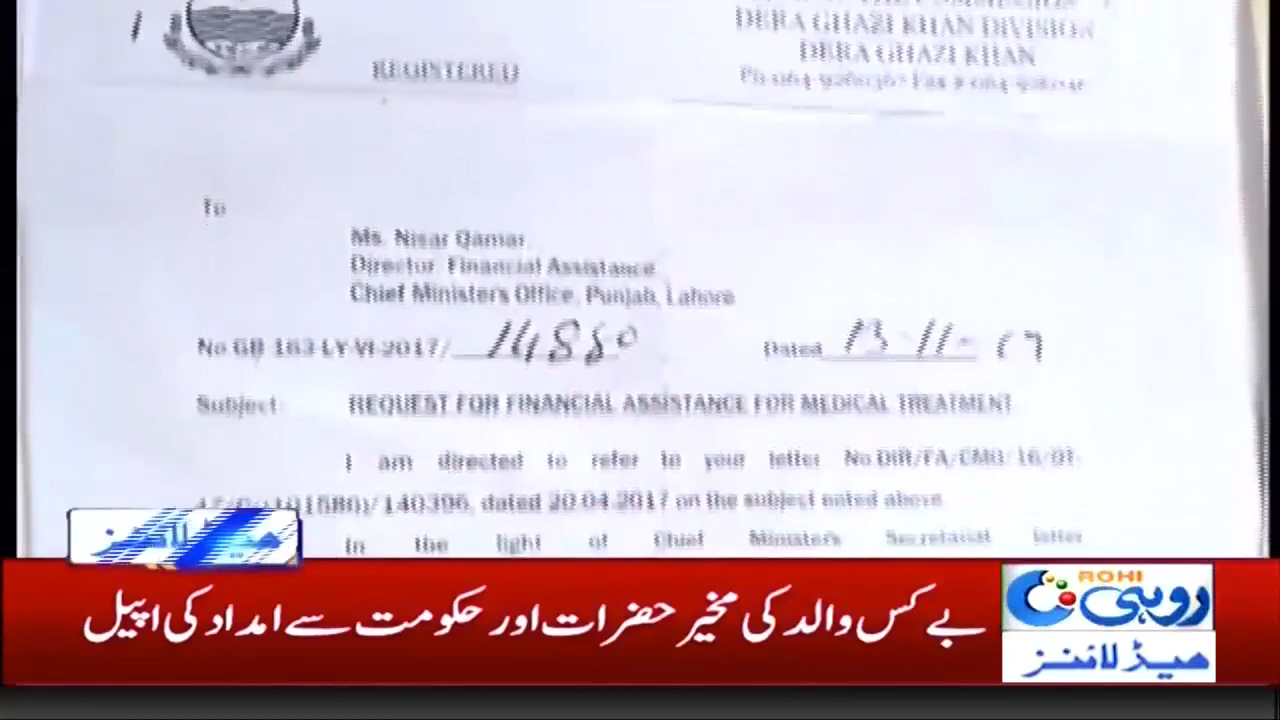 REGISTERED
DERA GHAZI KHAN DIVISION
DERA GHAZI KHAN
To
Ms. Nisar Qamar
Director Financial Assistance
Chief Ministers Office, Punjab, Lahore
No GB 163-LY-VI-2017/ 14880 Dated 13-11-17
Subject REQUEST FOR FINANCIAL ASSISTANCE FOR MEDICAL TREATMENT
I am directed to refer to your letter No DIR/FA/CMO/16/01-
140396, dated 20.04.2017 on the subject noted above
In the light of Chief Ministers Secretariat letter
ہیڈ لائنز
بے کس والد کی مخیر حضرات اور حکومت سے امداد کی اپیل
ROHI
روہی
ہیڈ لائنز